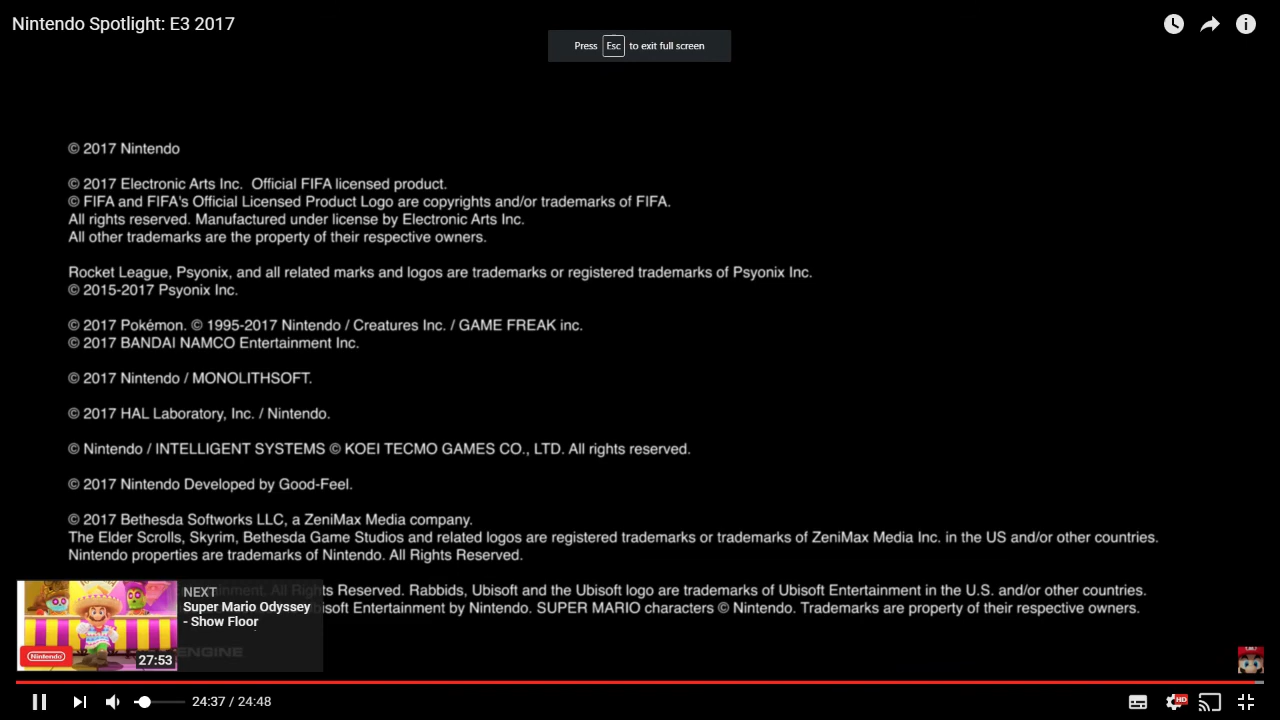 Nintendo Spotlight: E3 2017
Press Esc to exit full screen
© 2017 Nintendo
© 2017 Electronic Arts Inc.  Official FIFA licensed product.
© FIFA and FIFA's Official Licensed Product Logo are copyrights and/or trademarks of FIFA.
All rights reserved. Manufactured under license by Electronic Arts Inc.
All other trademarks are the property of their respective owners.
Rocket League, Psyonix, and all related marks and logos are trademarks or registered trademarks of Psyonix Inc.
© 2015-2017 Psyonix Inc.
© 2017 Pokémon. © 1995-2017 Nintendo / Creatures Inc. / GAME FREAK inc.
© 2017 BANDAI NAMCO Entertainment Inc.
© 2017 Nintendo / MONOLITHSOFT.
© 2017 HAL Laboratory, Inc. / Nintendo.
© Nintendo / INTELLIGENT SYSTEMS © KOEI TECMO GAMES CO., LTD. All rights reserved.
© 2017 Nintendo Developed by Good-Feel.
© 2017 Bethesda Softworks LLC, a ZeniMax Media company.
The Elder Scrolls, Skyrim, Bethesda Game Studios and related logos are registered trademarks or trademarks of ZeniMax Media Inc. in the US and/or other countries.
Nintendo properties are trademarks of Nintendo. All Rights Reserved.
All Rights Reserved. Rabbids, Ubisoft and the Ubisoft logo are trademarks of Ubisoft Entertainment in the U.S. and/or other countries.
Ubisoft Entertainment by Nintendo. SUPER MARIO characters © Nintendo. Trademarks are property of their respective owners.
NEXT
Super Mario Odyssey
- Show Floor
Nintendo
27:53
ENGINE
24:37 / 24:48
HD